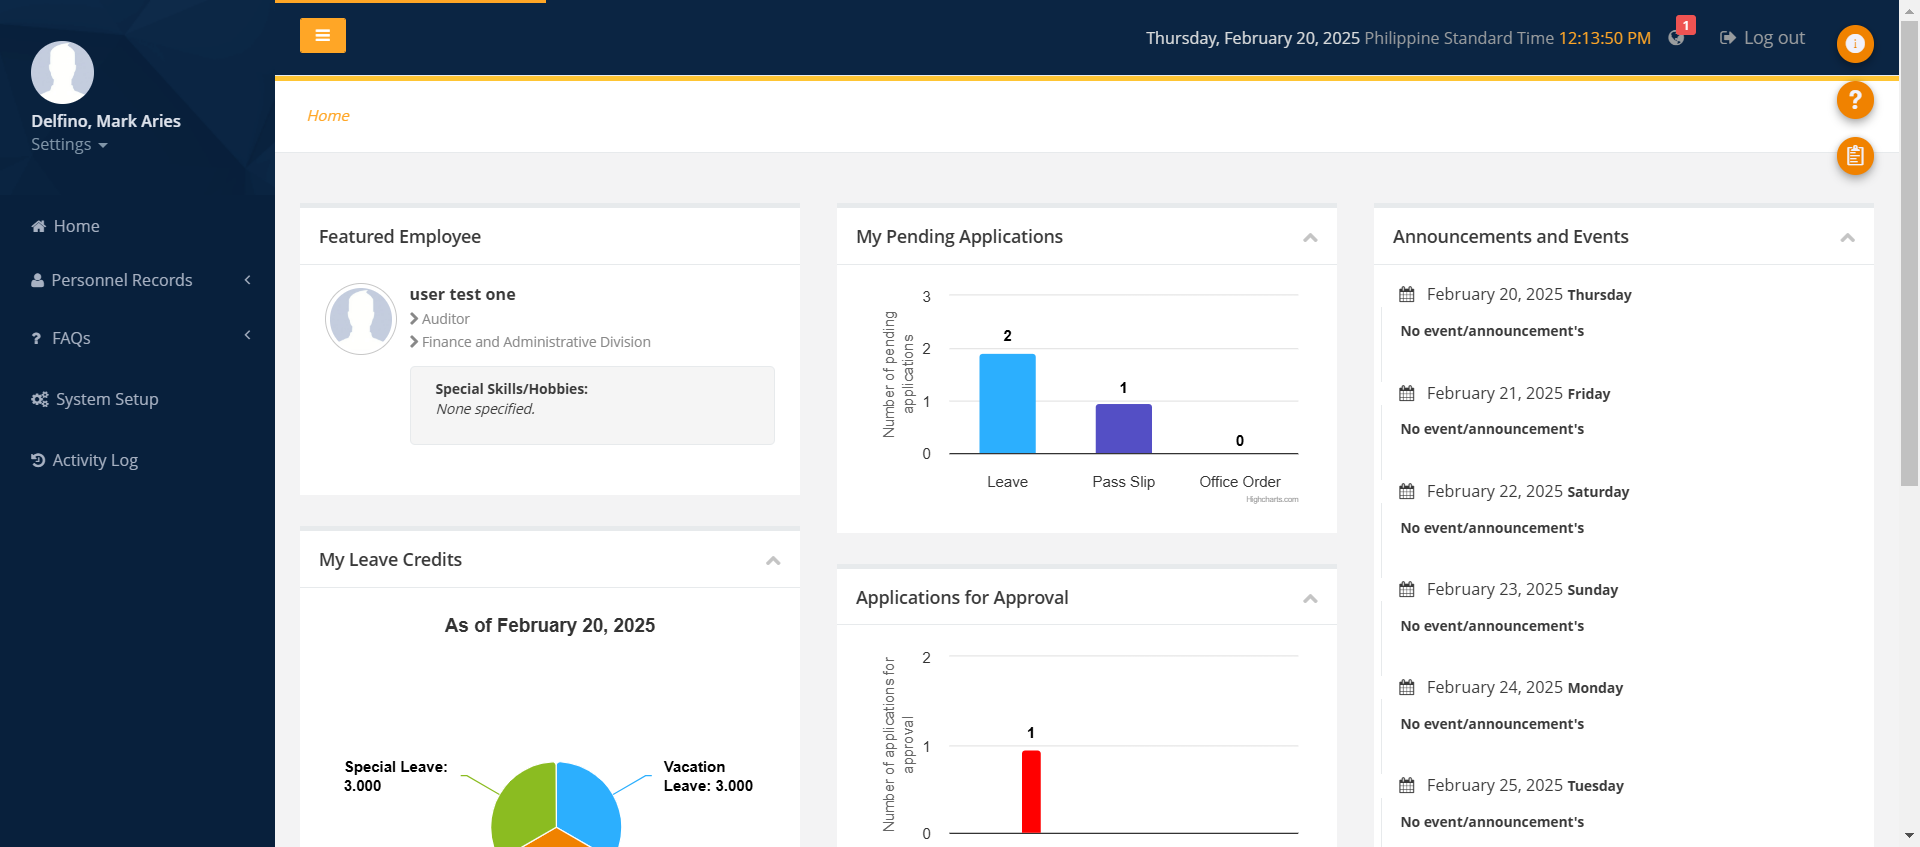 Delfino, Mark Aries
Settings
Home
Personnel Records
FAQs
System Setup
Activity Log
Thursday, February 20, 2025 Philippine Standard Time 12:13:50 PM
1
Log out
Home
Featured Employee
user test one
Auditor
Finance and Administrative Division
Special Skills/Hobbies:
None specified.
My Leave Credits
As of February 20, 2025
Special Leave:
3.000
Vacation
Leave: 3.000
My Pending Applications
Number of pending
applications
3
2
1
0
2
1
0
Leave
Pass Slip
Office Order
Highcharts.com
Applications for Approval
Number of applications for
approval
2
1
0
1
Announcements and Events
February 20, 2025 Thursday
No event/announcement's
February 21, 2025 Friday
No event/announcement's
February 22, 2025 Saturday
No event/announcement's
February 23, 2025 Sunday
No event/announcement's
February 24, 2025 Monday
No event/announcement's
February 25, 2025 Tuesday
No event/announcement's